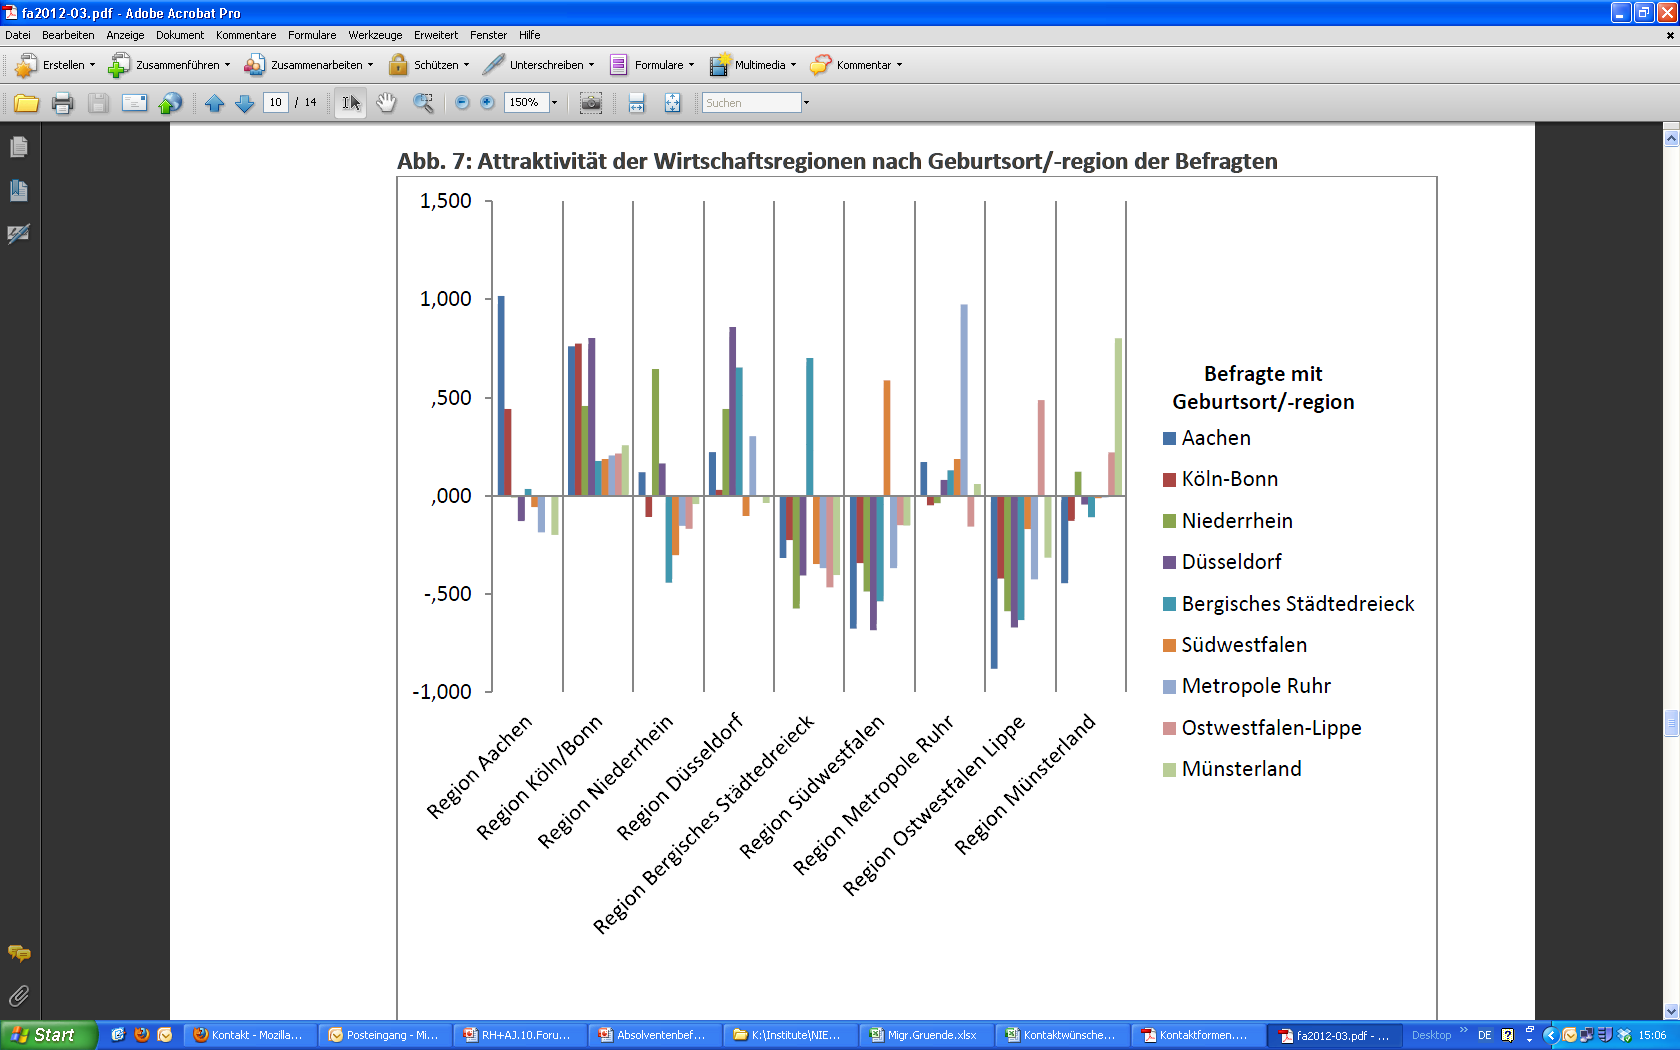 fa2012-03.pdf - Adobe Acrobat Pro
Datei Bearbeiten Anzeige Dokument Kommentare Formulare Werkzeuge Erweitert Fenster Hilfe
Erstellen Zusammenführen Zusammenarbeiten Schützen Unterschreiben Formulare Multimedia Kommentar
10 / 14 150% Suchen
Abb. 7: Attraktivität der Wirtschaftsregionen nach Geburtsort/-region der Befragten
1,500
1,000
,500
,000
-,500
-1,000
Region Aachen
Region Köln/Bonn
Region Niederrhein
Region Düsseldorf
Region Bergisches Städtedreieck
Region Südwestfalen
Region Metropole Ruhr
Region Ostwestfalen Lippe
Region Münsterland
Befragte mit
Geburtsort/-region
Aachen
Köln-Bonn
Niederrhein
Düsseldorf
Bergisches Städtedreieck
Südwestfalen
Metropole Ruhr
Ostwestfalen-Lippe
Münsterland
Start Kontakt - Mozilla... Posteingang - Mi... RH+AJ.10.Foru... Absolventenbef... K:\Institute\NIE... Migr.Gruende.xlsx Kontaktwünsche... Kontaktformen.... fa2012-03.pdf - ... Desktop » DE 15:06